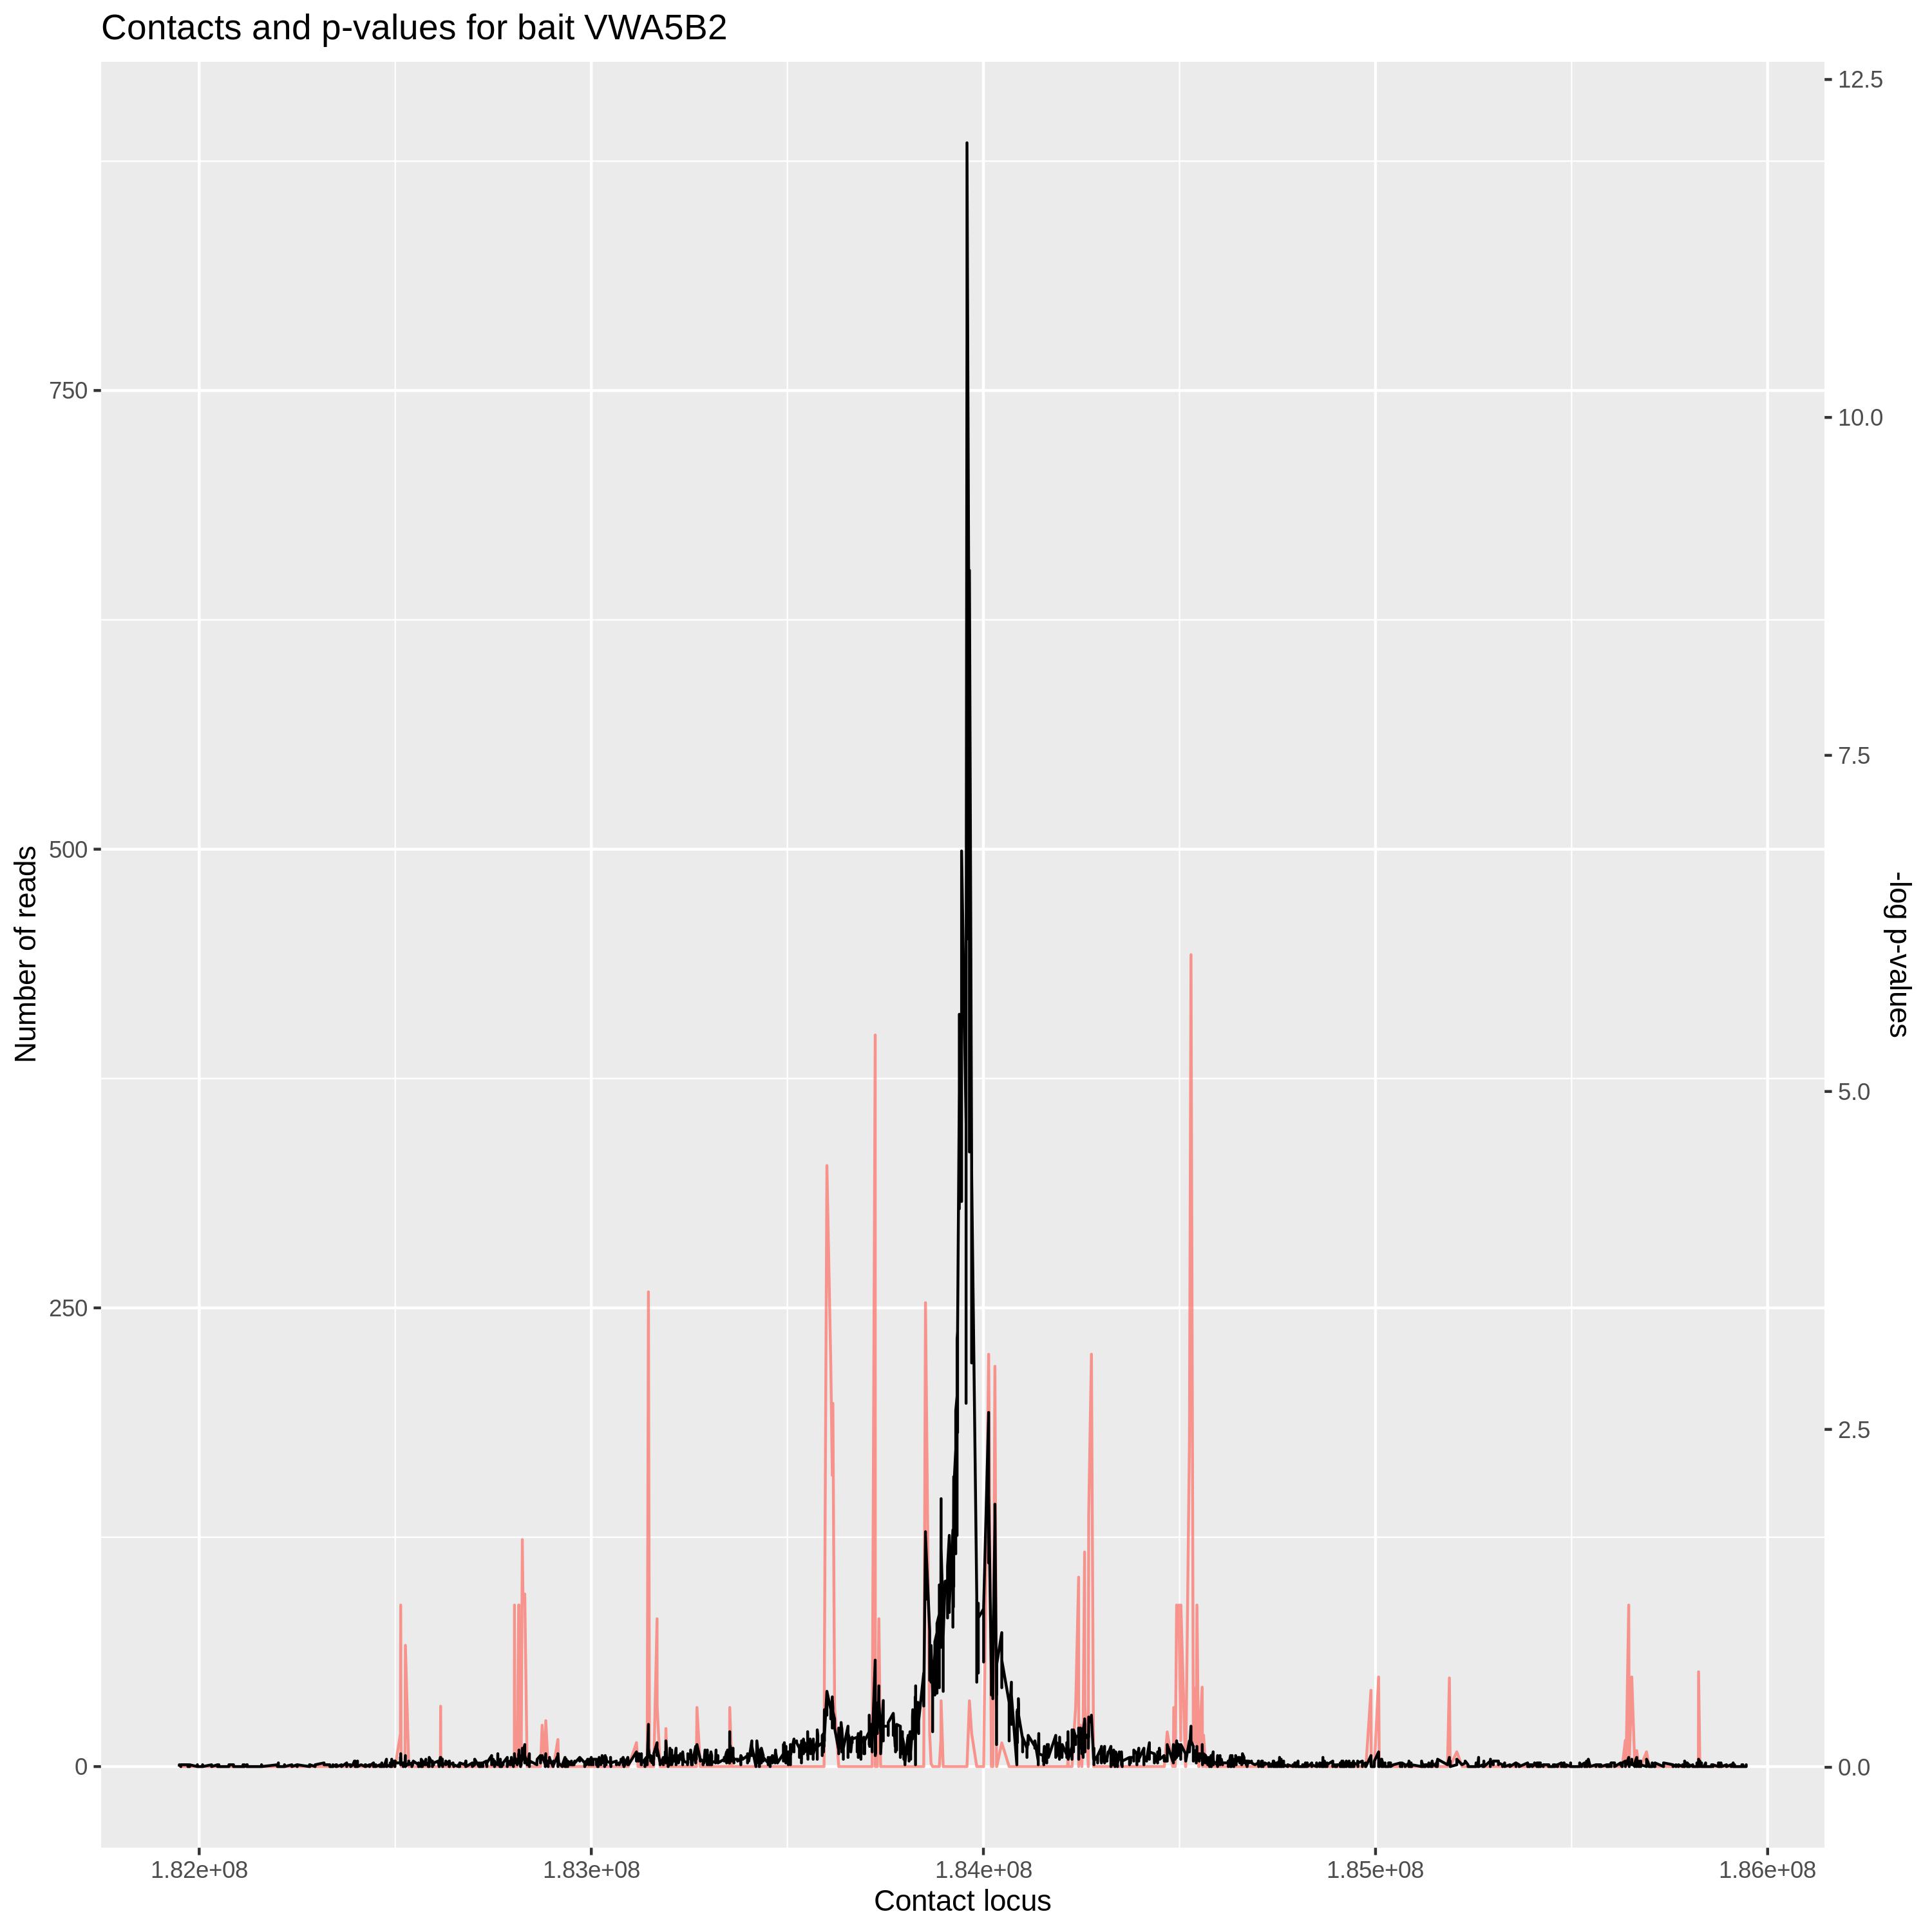 Contacts and p-values for bait VWA5B2
12.5
10.0
7.5
5.0
2.5
0.0
750
500
250
0
Number of reads
-log p-values
1.82e+08
1.83e+08
1.84e+08
1.85e+08
1.86e+08
Contact locus